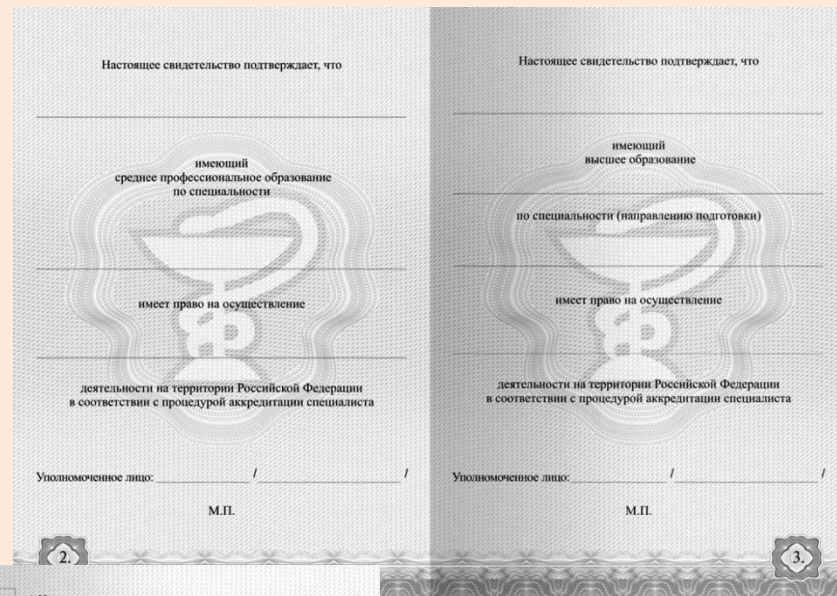 Настоящее свидетельство подтверждает, что
имеющий
среднее профессиональное образование
по специальности
имеет право на осуществление
деятельности на территории Российской Федерации
в соответствии с процедурой аккредитации специалиста
Уполномоченное лицо: / /
М.П.
2.
Настоящее свидетельство подтверждает, что
имеющий
высшее образование
по специальности (направлению подготовки)
имеет право на осуществление
деятельности на территории Российской Федерации
в соответствии с процедурой аккредитации специалиста
Уполномоченное лицо: / /
М.П.
3.